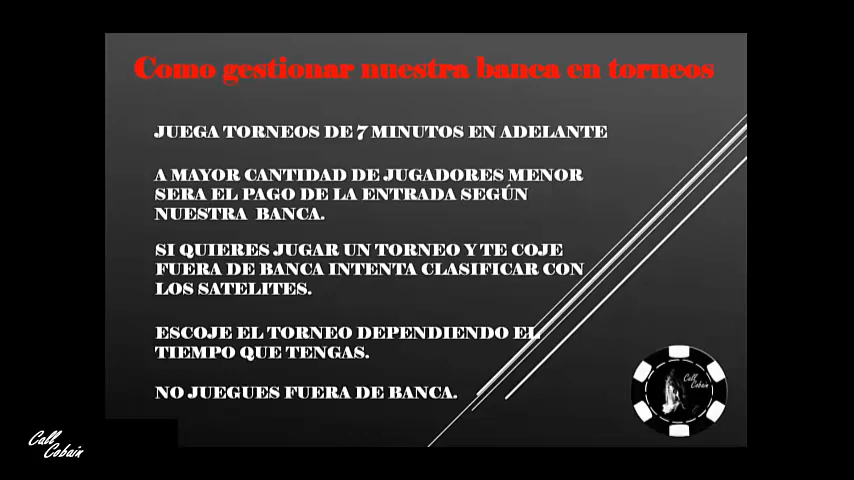 Como gestionar nuestra banca en torneos
JUEGA TORNEOS DE 7 MINUTOS EN ADELANTE
A MAYOR CANTIDAD DE JUGADORES MENOR
SERA EL PAGO DE LA ENTRADA SEGÚN
NUESTRA BANCA.
SI QUIERES JUGAR UN TORNEO Y TE COJE
FUERA DE BANCA INTENTA CLASIFICAR CON
LOS SATELITES.
ESCOJE EL TORNEO DEPENDIENDO EL
TIEMPO QUE TENGAS.
NO JUEGUES FUERA DE BANCA.
Call
Cobain
Call
Cobain